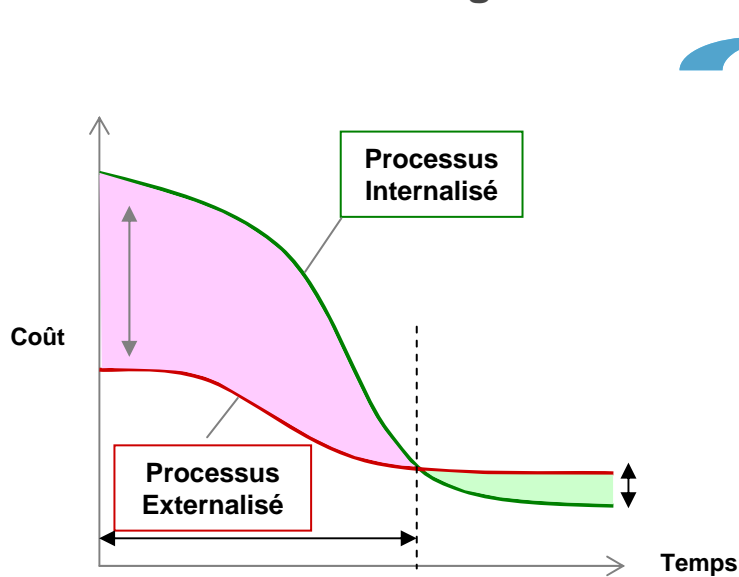 Processus
Internalisé
Coût
Processus
Externalisé
Temps